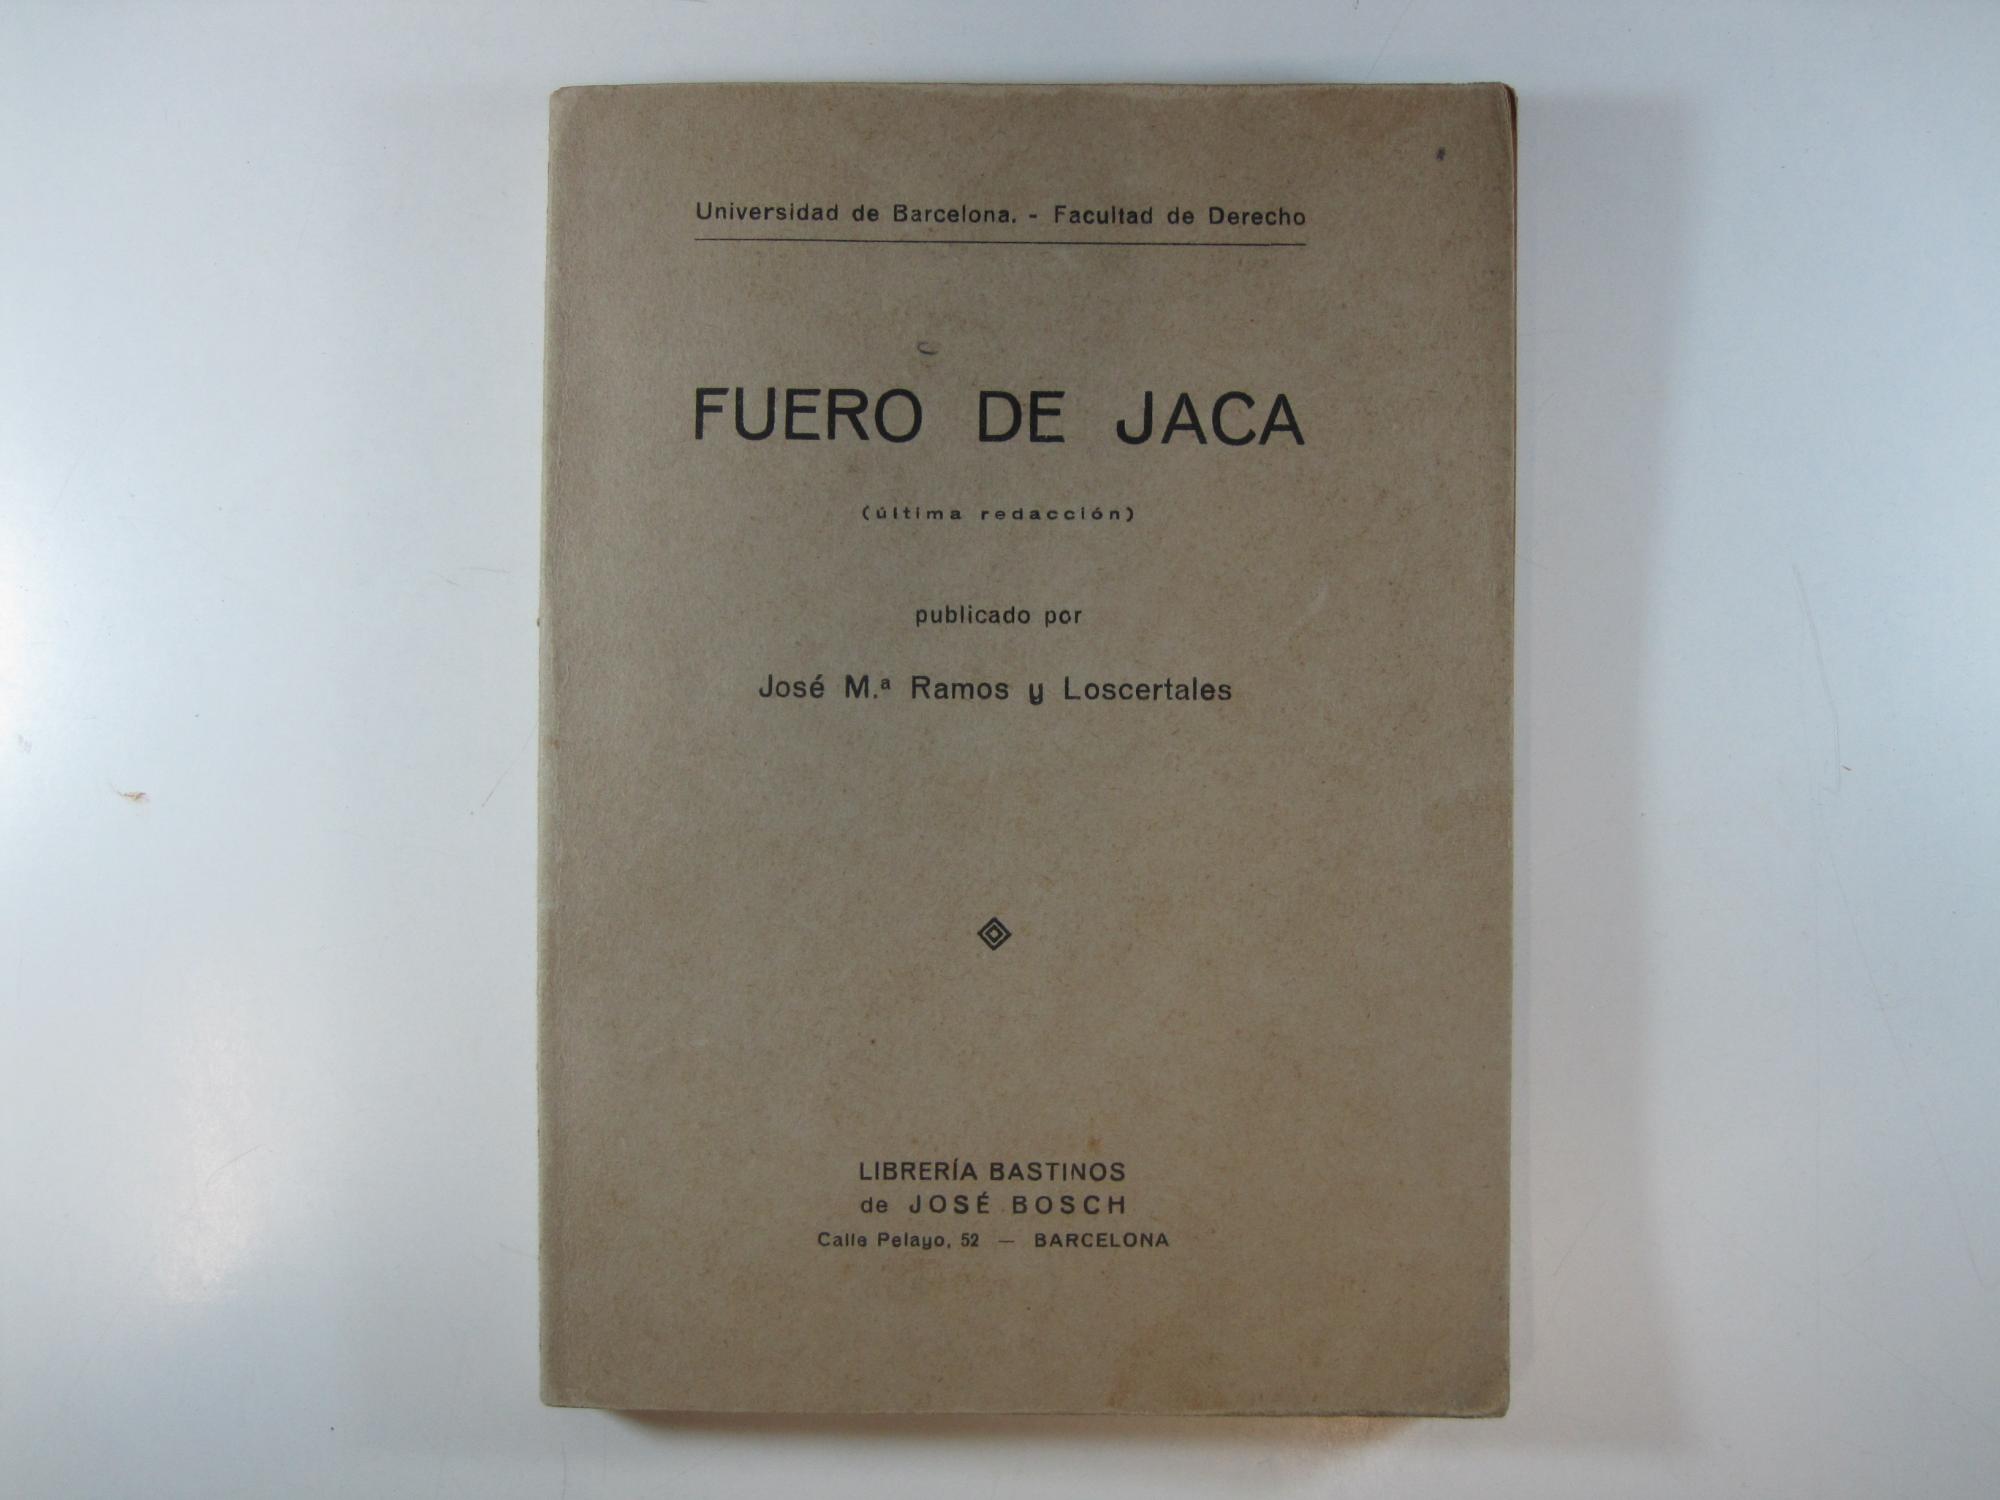 Universidad de Barcelona. - Facultad de Derecho
FUERO DE JACA
(última redacción)
publicado por
José M.ª Ramos y Loscertales
LIBRERÍA BASTINOS
de JOSÉ BOSCH
Calle Pelayo, 52 — BARCELONA